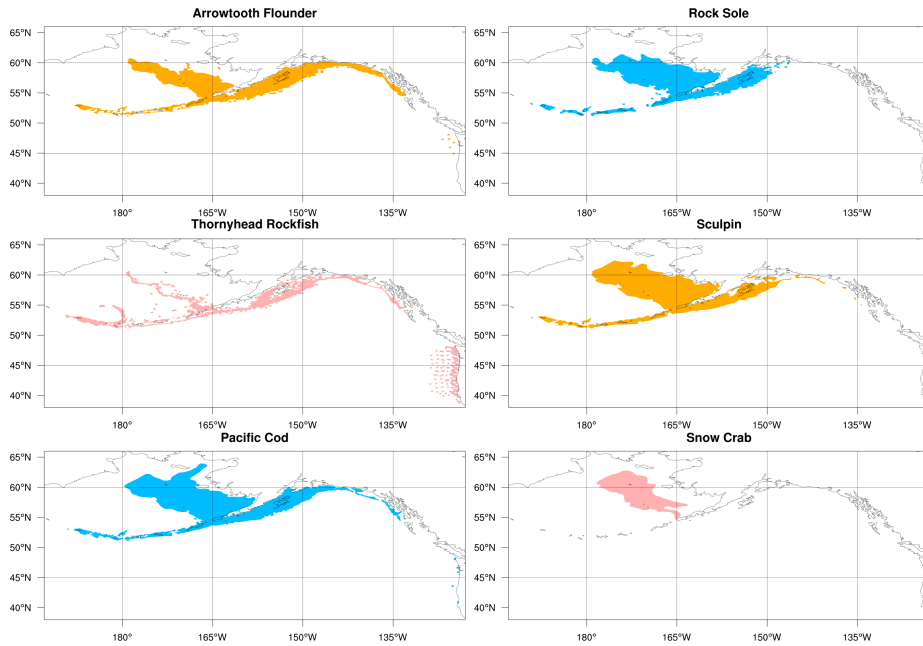 Arrowtooth Flounder
Rock Sole
65°N
60°N
55°N
50°N
45°N
40°N
65°N
60°N
55°N
50°N
45°N
40°N
180° 165°W 150°W 135°W
180° 165°W 150°W 135°W
Thornyhead Rockfish
Sculpin
65°N
60°N
55°N
50°N
45°N
40°N
65°N
60°N
55°N
50°N
45°N
40°N
180° 165°W 150°W 135°W
180° 165°W 150°W 135°W
Pacific Cod
Snow Crab
65°N
60°N
55°N
50°N
45°N
40°N
65°N
60°N
55°N
50°N
45°N
40°N
180° 165°W 150°W 135°W
180° 165°W 150°W 135°W